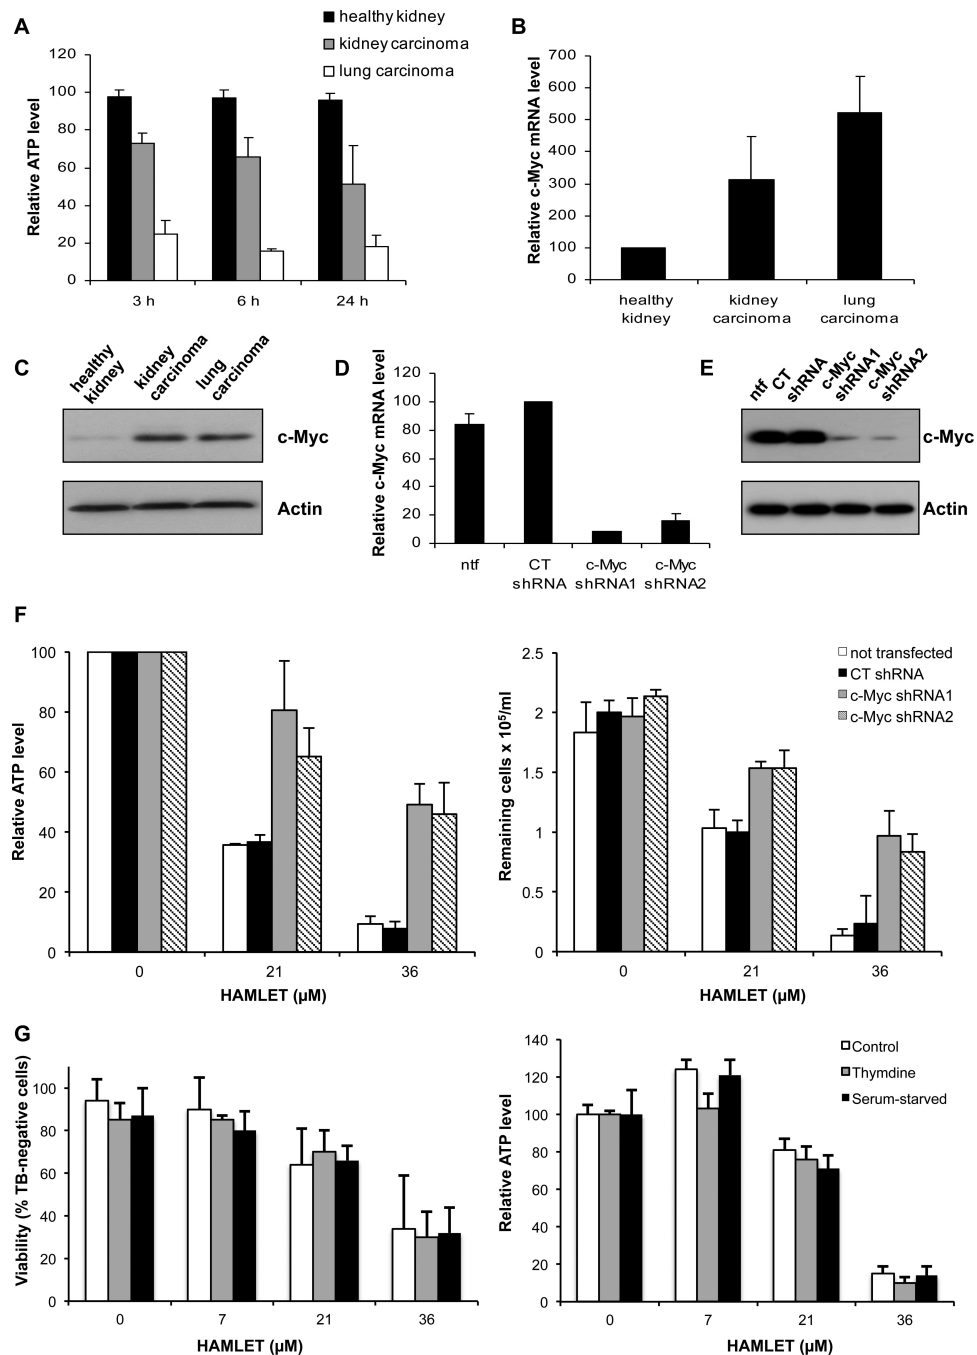 A
healthy kidney
kidney carcinoma
lung carcinoma
Relative ATP level
120
100
80
60
40
20
0
3 h
6 h
24 h
B
Relative c-Myc mRNA level
700
600
500
400
300
200
100
0
healthy kidney
kidney carcinoma
lung carcinoma
C
healthy kidney
kidney carcinoma
lung carcinoma
c-Myc
Actin
D
Relative c-Myc mRNA level
120
100
80
60
40
20
0
ntf
CT shRNA
c-Myc shRNA1
c-Myc shRNA2
E
ntf
CT shRNA
c-Myc shRNA1
c-Myc shRNA2
c-Myc
Actin
F
Relative ATP level
100
80
60
40
20
0
0
21
36
HAMLET (µM)
Remaining cells x 10⁵/ml
2.5
2
1.5
1
0.5
0
not transfected
CT shRNA
c-Myc shRNA1
c-Myc shRNA2
0
21
36
HAMLET (µM)
G
Viability (% TB-negative cells)
100
80
60
40
20
0
0
7
21
36
HAMLET (µM)
Relative ATP level
140
120
100
80
60
40
20
0
Control
Thymdine
Serum-starved
0
7
21
36
HAMLET (µM)